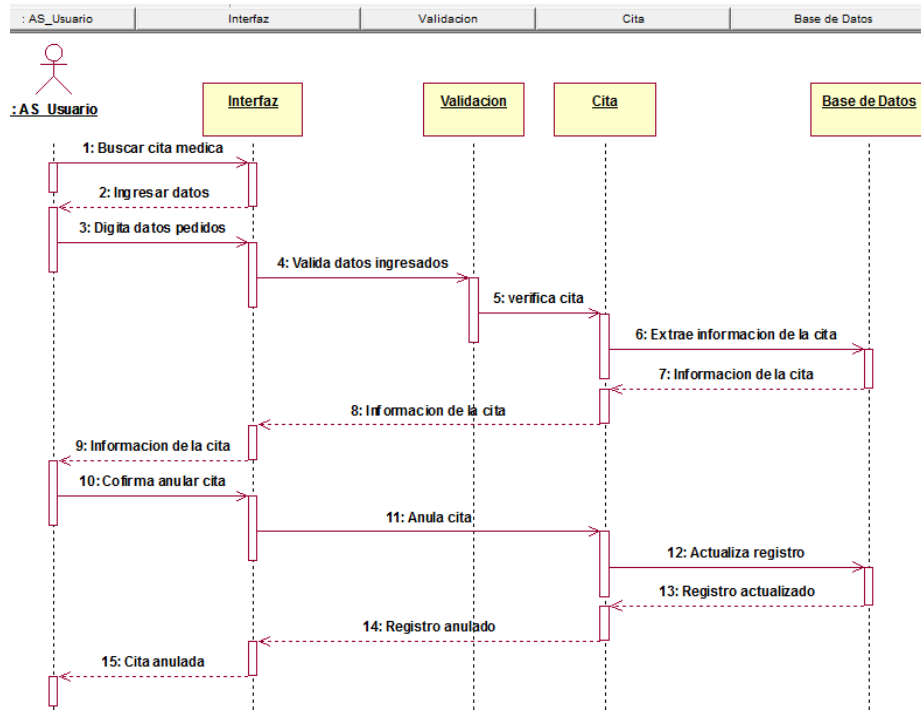 : AS_Usuario Interfaz Validacion Cita Base de Datos
: AS_Usuario Interfaz Validacion Cita Base de Datos
1: Buscar cita medica
2: Ingresar datos
3: Digita datos pedidos
4: Valida datos ingresados
5: verifica cita
6: Extrae informacion de la cita
7: Informacion de la cita
8: Informacion de la cita
9: Informacion de la cita
10: Cofirma anular cita
11: Anula cita
12: Actualiza registro
13: Registro actualizado
14: Registro anulado
15: Cita anulada